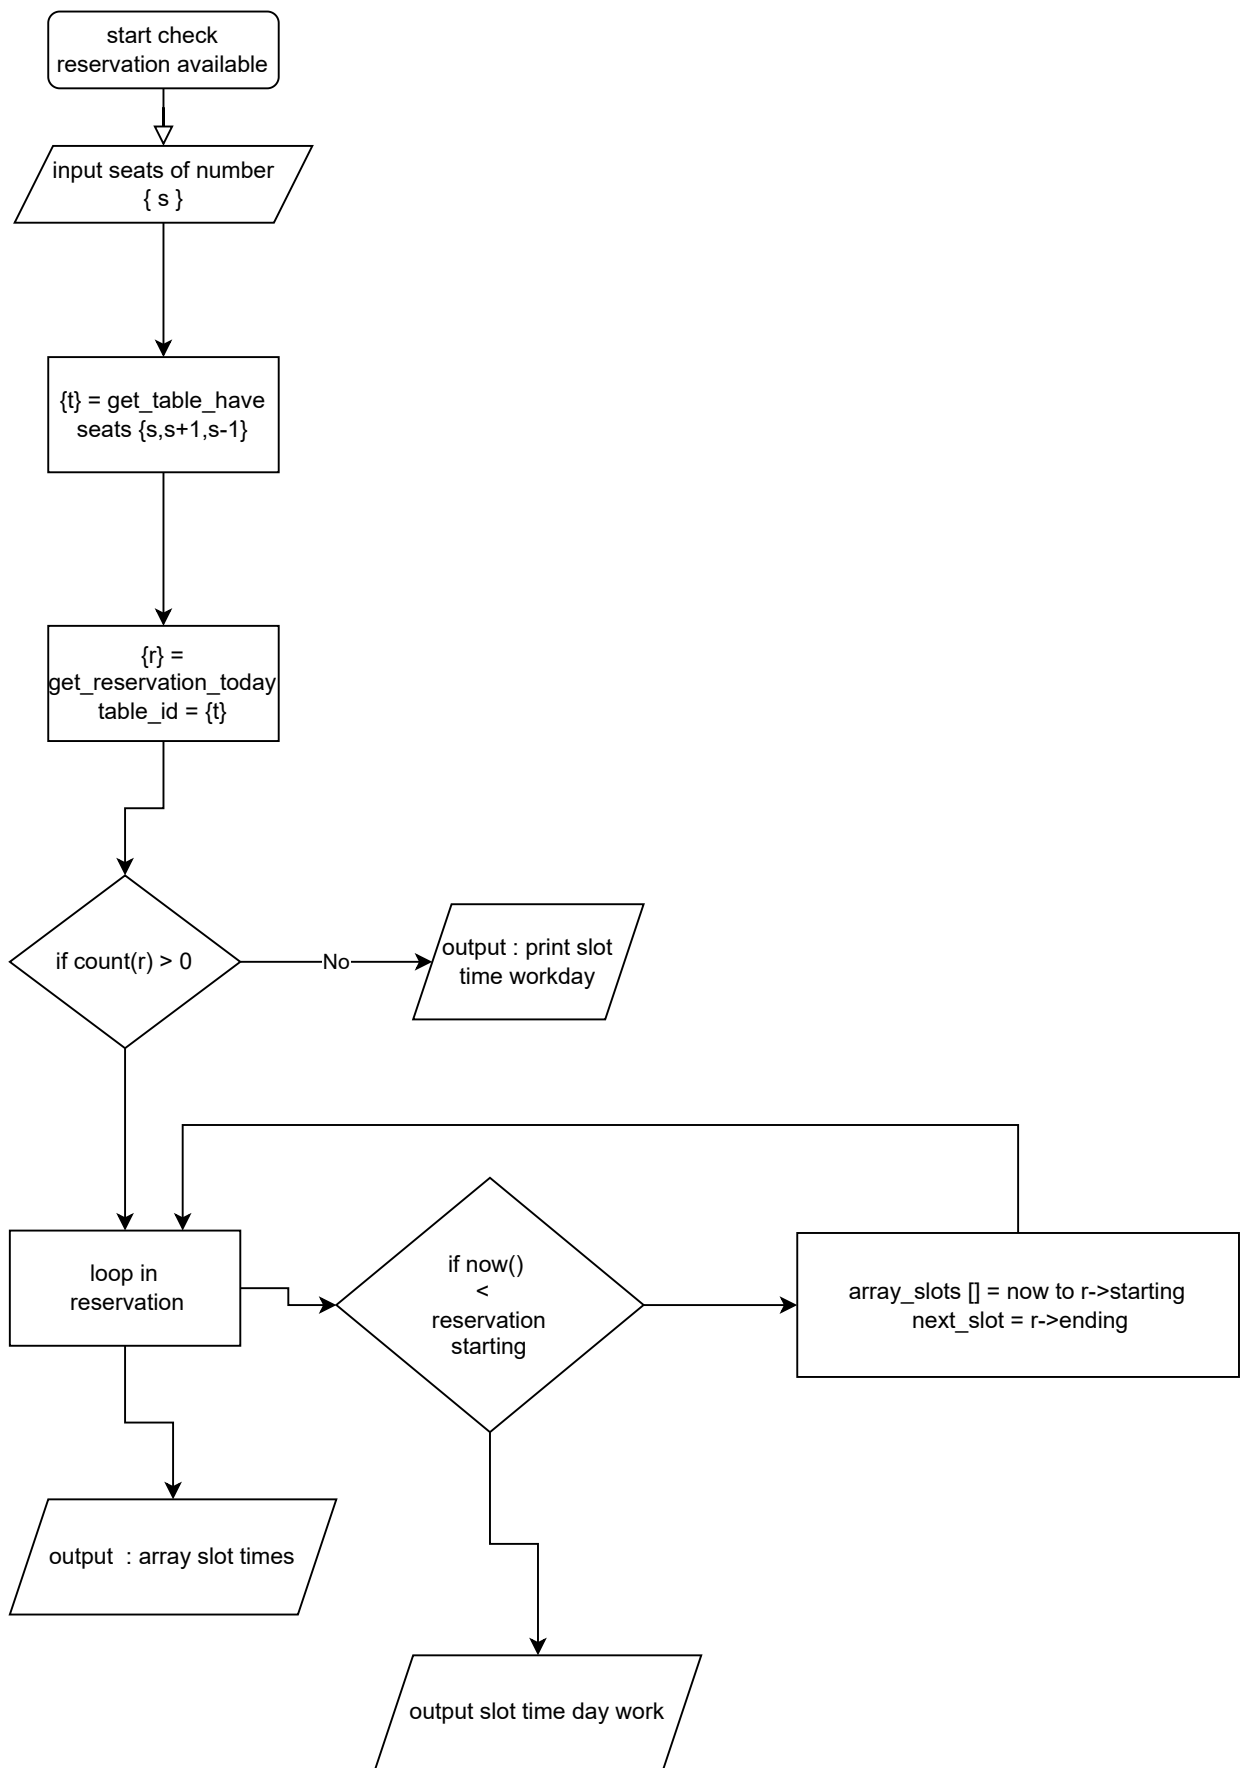 start check
reservation available
input seats of number
{ s }
{t} = get_table_have
seats {s,s+1,s-1}
{r} =
get_reservation_today
table_id = {t}
if count(r) > 0
No
output : print slot
time workday
loop in
reservation
if now()
<
reservation
starting
array_slots [] = now to r->starting
next_slot = r->ending
output : array slot times
output slot time day work